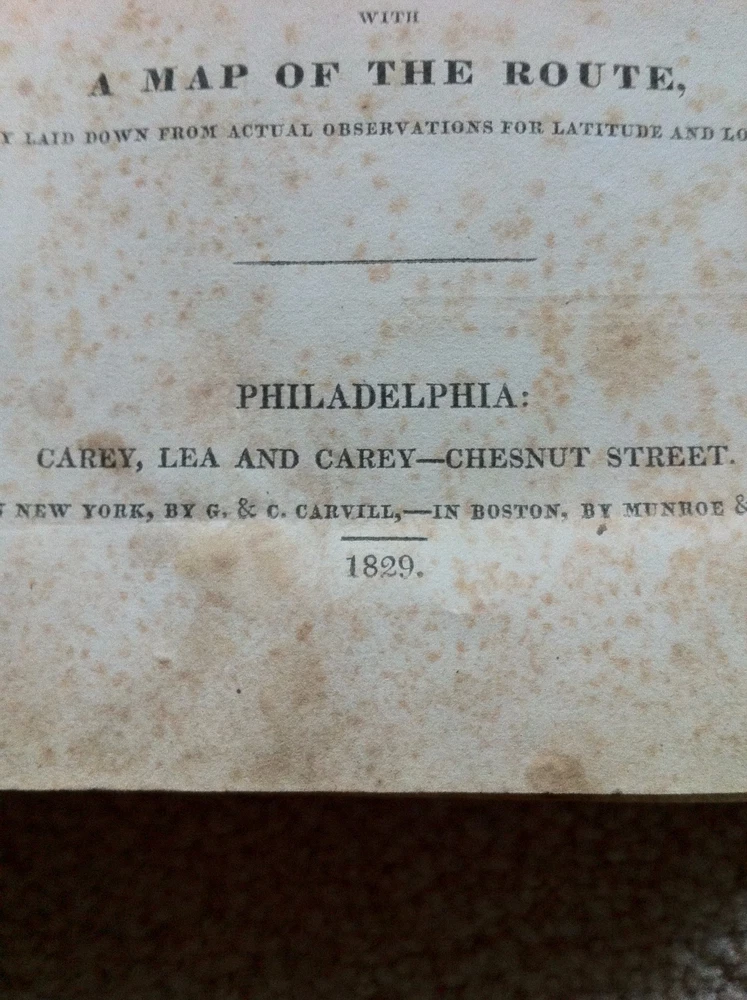 WITH
A MAP OF THE ROUTE,
Y LAID DOWN FROM ACTUAL OBSERVATIONS FOR LATITUDE AND LO
PHILADELPHIA:
CAREY, LEA AND CAREY—CHESNUT STREET.
NEW YORK, BY G. & C. CARVILL,—IN BOSTON, BY MUNROE &
1829.